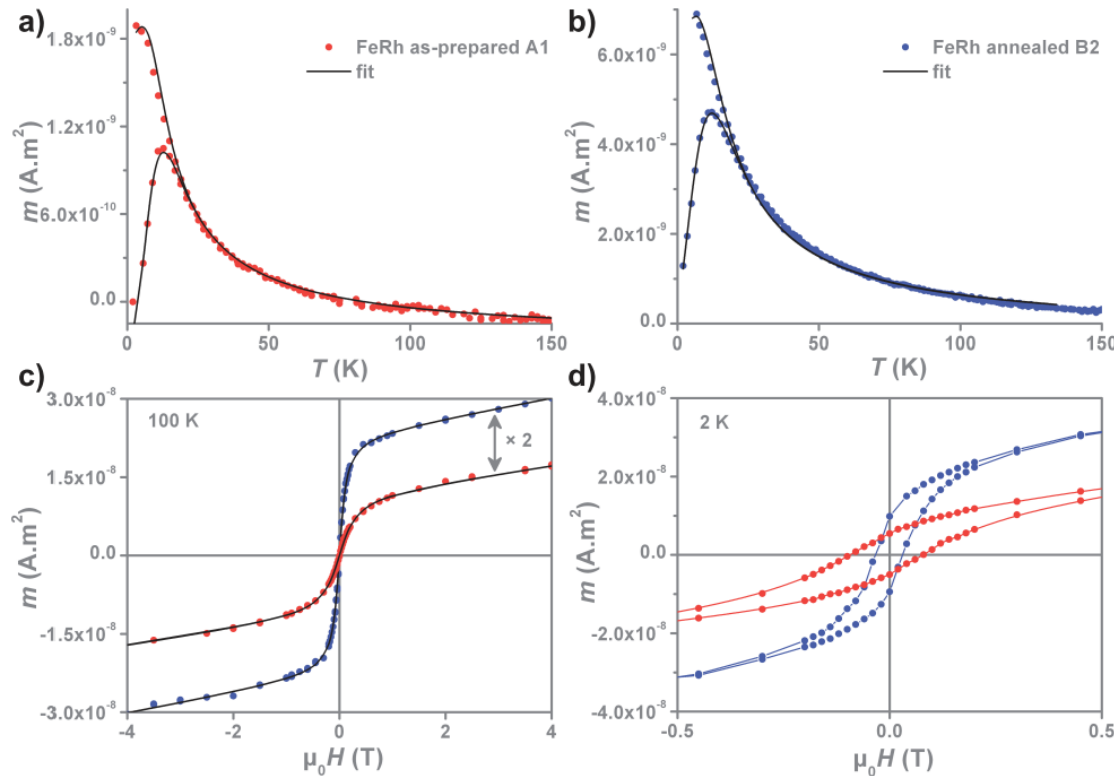 a)
FeRh as-prepared A1
fit
1.8x10⁻⁹
1.2x10⁻⁹
6.0x10⁻¹⁰
0.0
m (A.m²)
0
50
100
150
T (K)
b)
FeRh annealed B2
fit
6.0x10⁻⁹
4.0x10⁻⁹
2.0x10⁻⁹
0.0
m (A.m²)
0
50
100
150
T (K)
c)
100 K
× 2
3.0x10⁻⁸
1.5x10⁻⁸
0.0
-1.5x10⁻⁸
-3.0x10⁻⁸
m (A.m²)
-4
-2
0
2
4
μ₀H (T)
d)
2 K
4.0x10⁻⁸
2.0x10⁻⁸
0.0
-2.0x10⁻⁸
-4.0x10⁻⁸
m (A.m²)
-0.5
0.0
0.5
μ₀H (T)